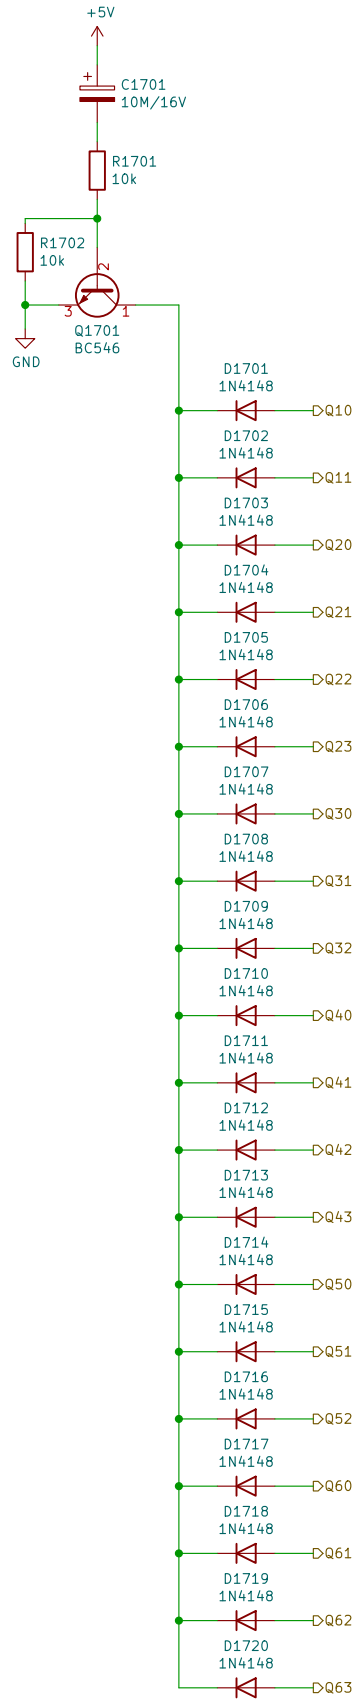 +5V
+
C1701
10M/16V
R1701
10k
R1702
10k
2
3
1
Q1701
BC546
GND
D1701
1N4148
Q10
D1702
1N4148
Q11
D1703
1N4148
Q20
D1704
1N4148
Q21
D1705
1N4148
Q22
D1706
1N4148
Q23
D1707
1N4148
Q30
D1708
1N4148
Q31
D1709
1N4148
Q32
D1710
1N4148
Q40
D1711
1N4148
Q41
D1712
1N4148
Q42
D1713
1N4148
Q43
D1714
1N4148
Q50
D1715
1N4148
Q51
D1716
1N4148
Q52
D1717
1N4148
Q60
D1718
1N4148
Q61
D1719
1N4148
Q62
D1720
1N4148
Q63